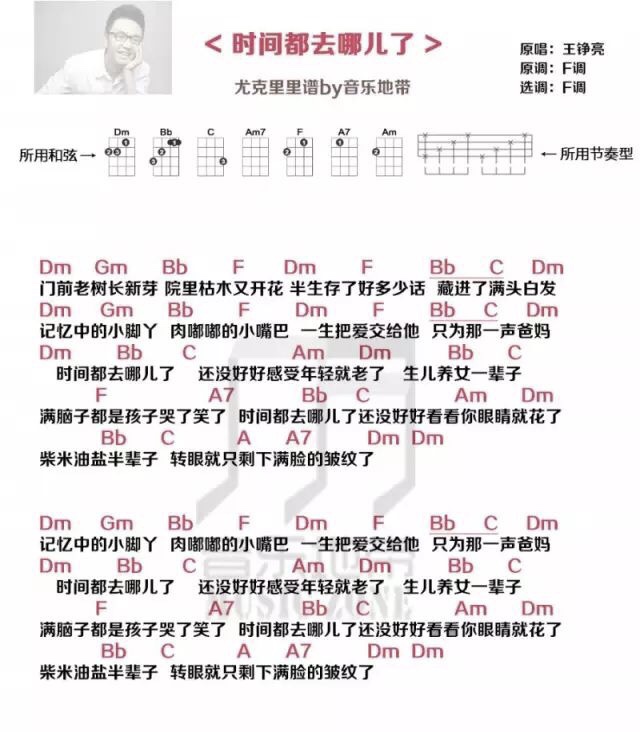 < 时间都去哪儿了 >
尤克里里谱by音乐地带
原唱：王铮亮
原调：F调
选调：F调
Dm Bb C Am7 F A7 Am
所用和弦→
←所用节奏型
Dm Gm Bb F Dm F Bb C Dm
门前老树长新芽 院里枯木又开花 半生存了好多少话 藏进了满头白发
Dm Gm Bb F Dm F Bb C Dm
记忆中的小脚丫 肉嘟嘟的小嘴巴 一生把爱交给他 只为那一声爸妈
Dm Bb C Am Dm Bb C
时间都去哪儿了 还没好好感受年轻就老了 生儿养女一辈子
F A7 Bb C Am Dm
满脑子都是孩子哭了笑了 时间都去哪儿了还没好好看看你眼睛就花了
Bb C A A7 Dm Dm
柴米油盐半辈子 转眼就只剩下满脸的皱纹了
Dm Gm Bb F Dm F Bb C Dm
记忆中的小脚丫 肉嘟嘟的小嘴巴 一生把爱交给他 只为那一声爸妈
Dm Bb C Am Dm Bb C
时间都去哪儿了 还没好好感受年轻就老了 生儿养女一辈子
F A7 Bb C Am Dm
满脑子都是孩子哭了笑了 时间都去哪儿了还没好好看看你眼睛就花了
Bb C A A7 Dm Dm
柴米油盐半辈子 转眼就只剩下满脸的皱纹了
MUSIC ZONE